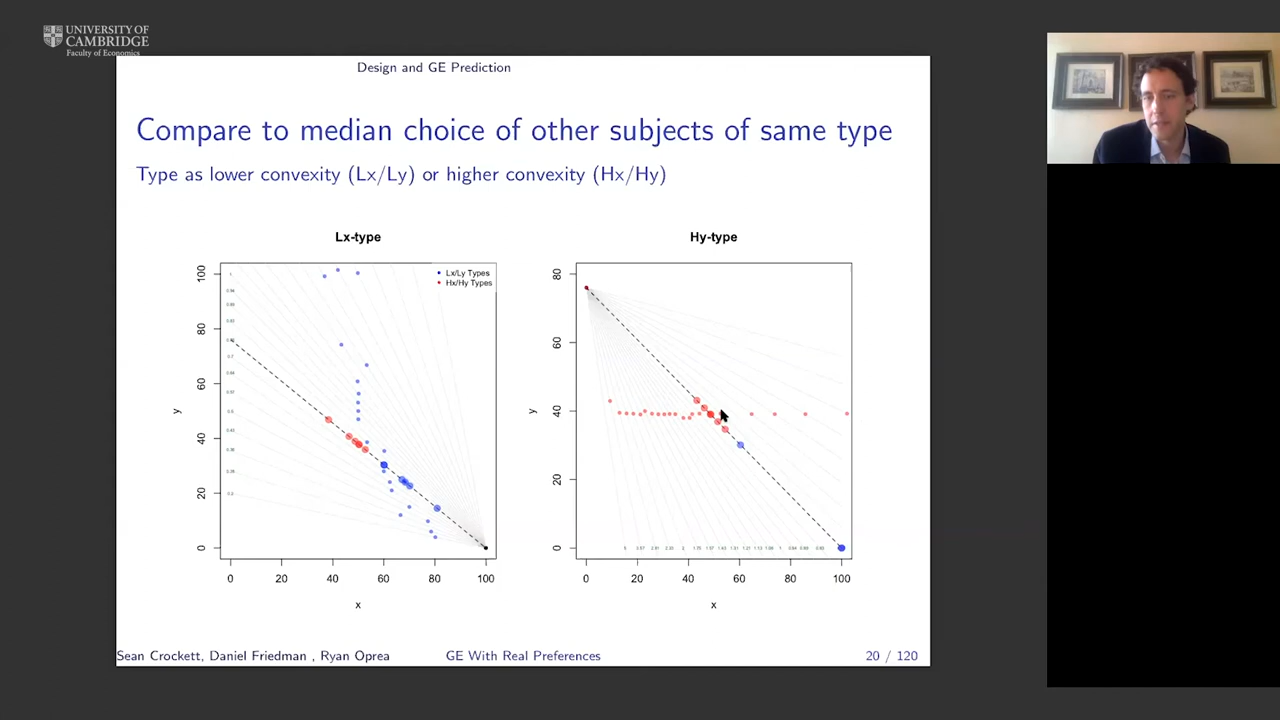 UNIVERSITY OF
CAMBRIDGE
Faculty of Economics
Design and GE Prediction
Compare to median choice of other subjects of same type
Type as lower convexity (Lx/Ly) or higher convexity (Hx/Hy)
Lx-type
Lx/Ly Types
Hx/Hy Types
y
100
80
60
40
20
0
0 20 40 60 80 100
x
Hy-type
y
80
60
40
20
0
0 20 40 60 80 100
x
Sean Crockett, Daniel Friedman , Ryan Oprea
GE With Real Preferences
20 / 120